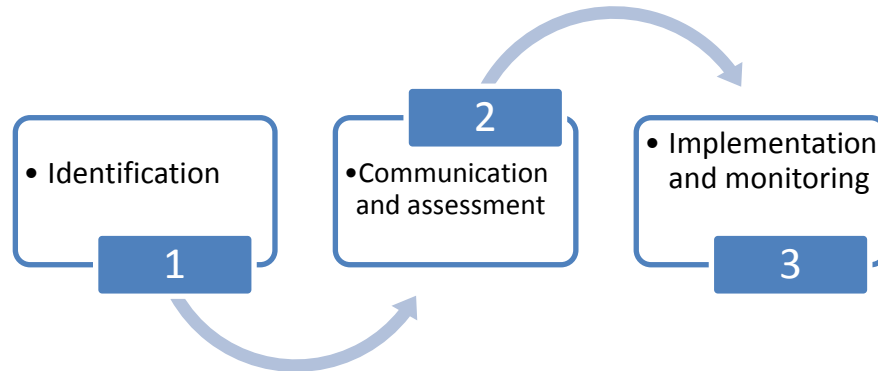 • Identification
1
2
•Communication
and assessment
• Implementation
and monitoring
3